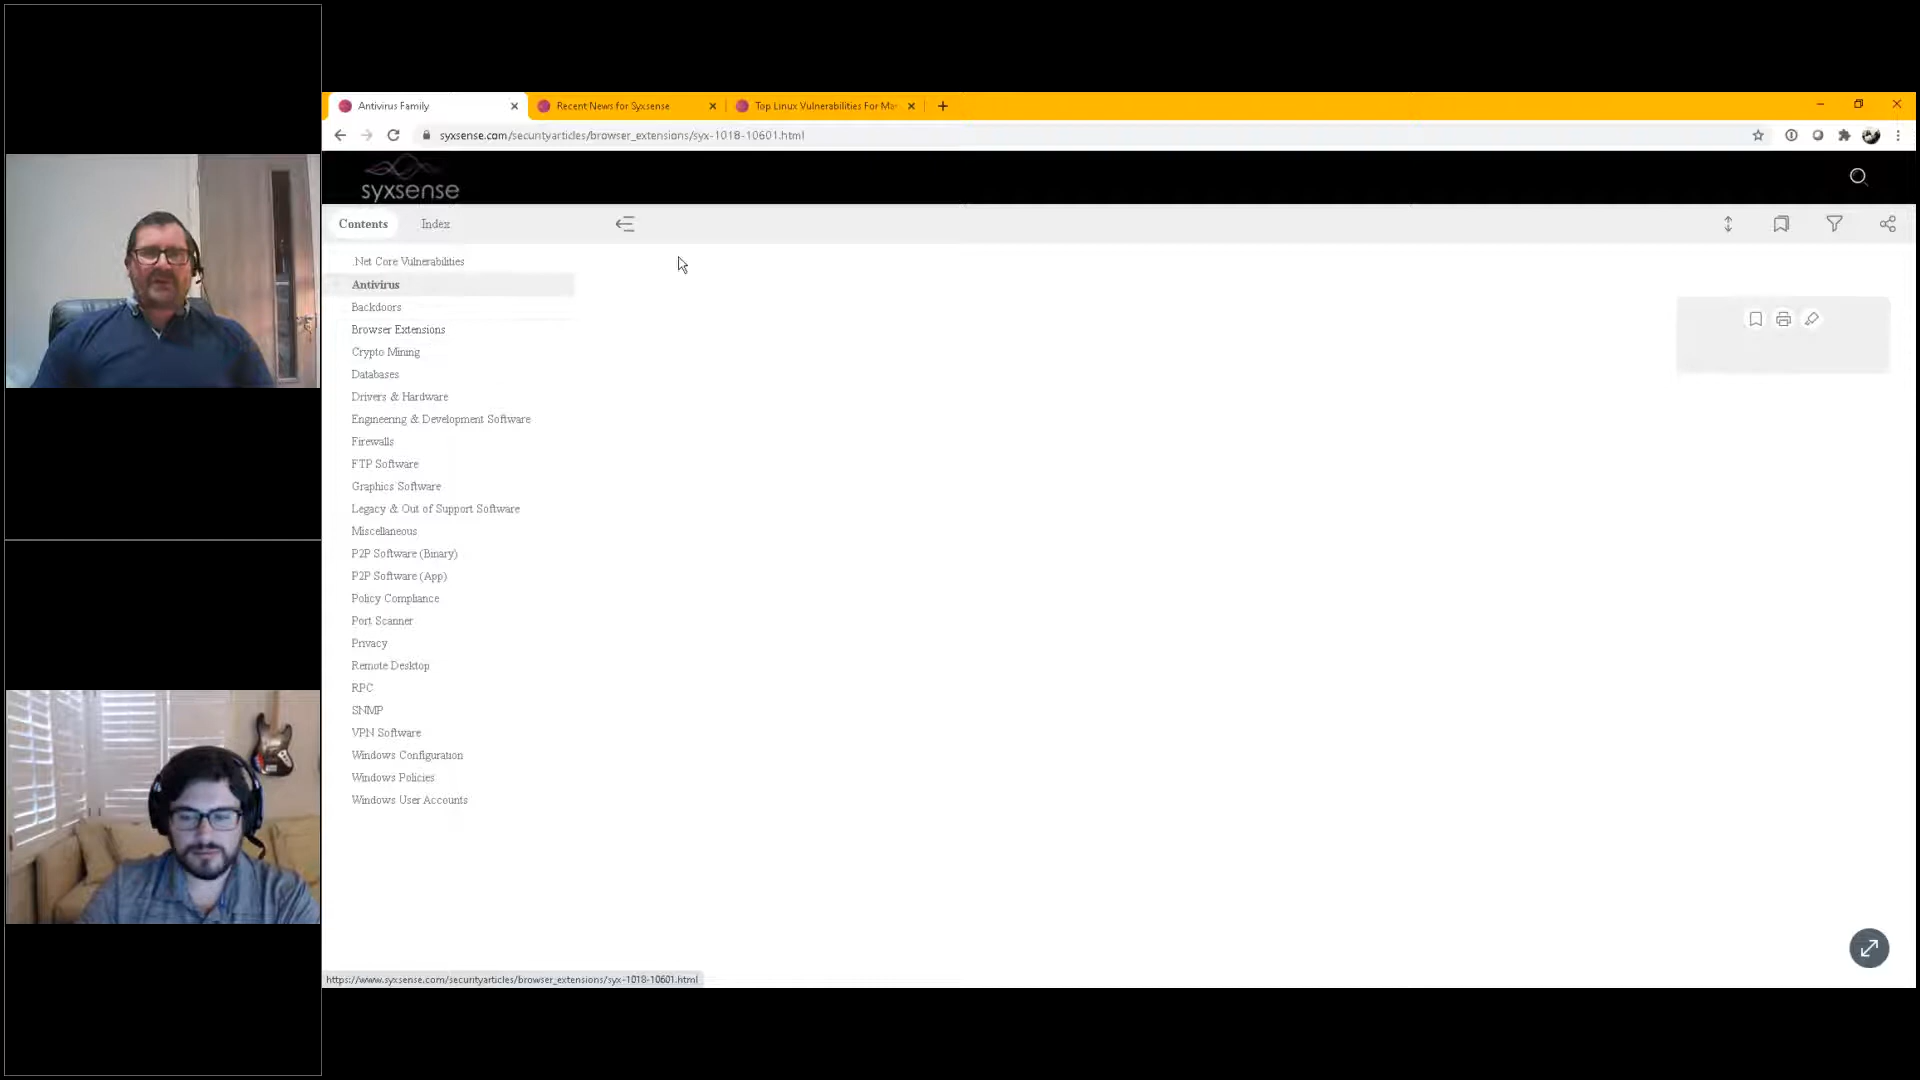 Antivirus Family
Recent News for Syxsense
Top Linux Vulnerabilities For Ma
syxsense.com/securityarticles/browser_extensions/syx-1018-10601.html
syxsense
Contents
Index
.Net Core Vulnerabilities
Antivirus
Backdoors
Browser Extensions
Crypto Mining
Databases
Drivers & Hardware
Engineering & Development Software
Firewalls
FTP Software
Graphics Software
Legacy & Out of Support Software
Miscellaneous
P2P Software (Binary)
P2P Software (App)
Policy Compliance
Port Scanner
Privacy
Remote Desktop
RPC
SNMP
VPN Software
Windows Configuration
Windows Policies
Windows User Accounts
https://www.syxsense.com/securityarticles/browser_extensions/syx-1018-10601.html